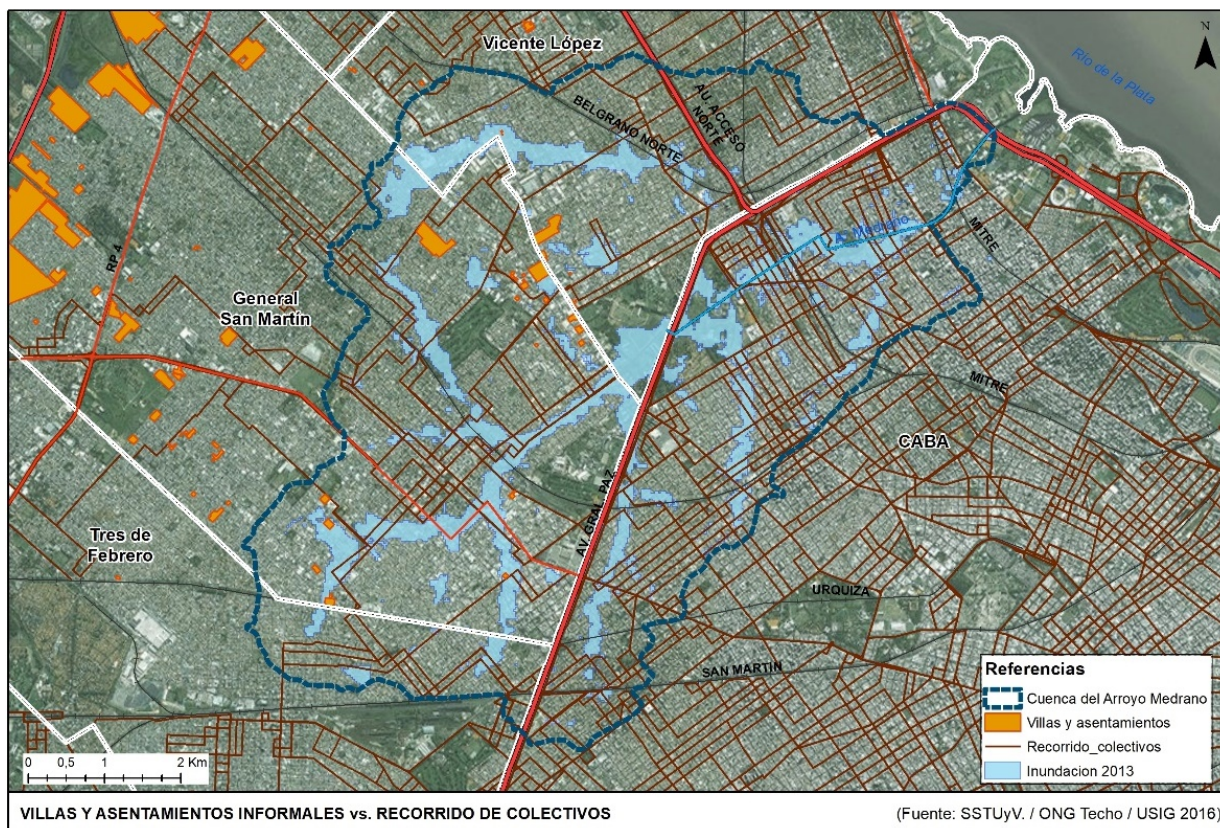 Vicente López
N
Río de la Plata
AU. ACCESO
NORTE
BELGRANO NORTE
A. Medrano
MITRE
RP 4
General
San Martín
MITRE
CABA
AV. GRAL. PAZ
Tres de
Febrero
URQUIZA
SAN MARTÍN
Referencias
Cuenca del Arroyo Medrano
Villas y asentamientos
Recorrido_colectivos
Inundacion 2013
0 0,5 1 2 Km
VILLAS Y ASENTAMIENTOS INFORMALES vs. RECORRIDO DE COLECTIVOS
(Fuente: SSTUyV. / ONG Techo / USIG 2016)